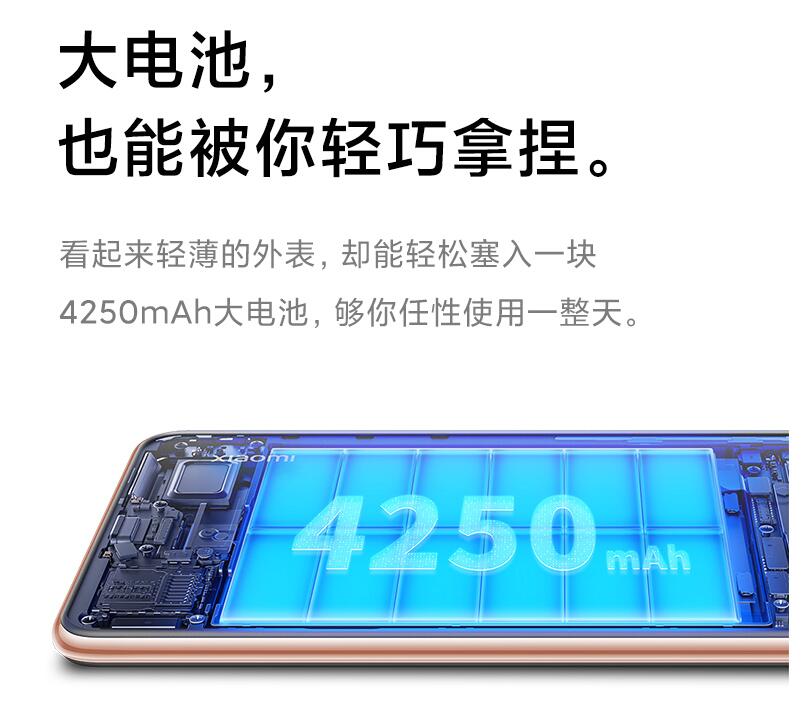 大电池，
也能被你轻巧拿捏。
看起来轻薄的外表，却能轻松塞入一块
4250mAh大电池，够你任性使用一整天。
xiaomi
4250 mAh